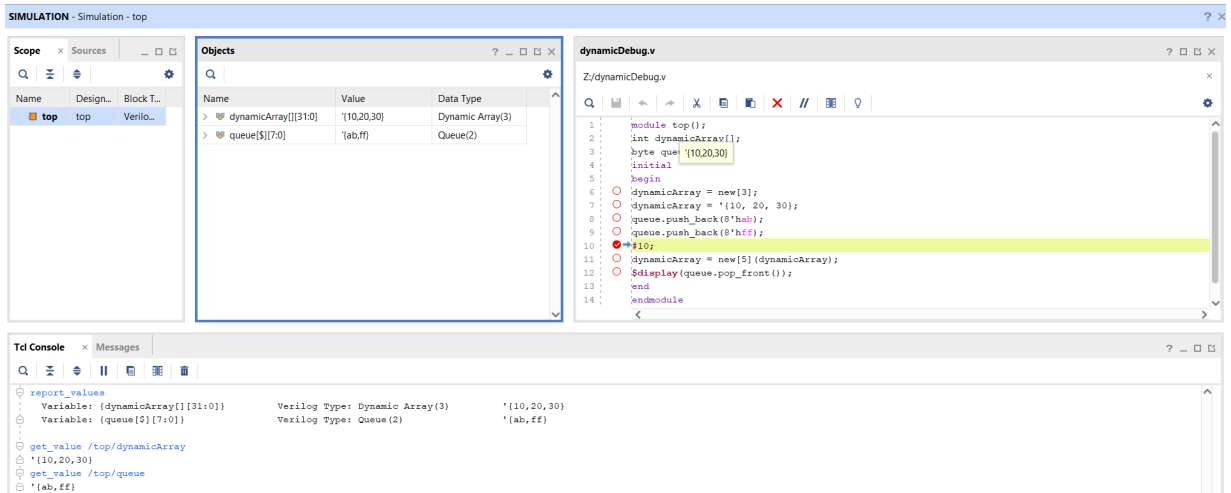 SIMULATION - Simulation - top
Scope
Sources
Name Design... Block T...
top top Verilo...
Objects
Name Value Data Type
dynamicArray[][31:0] '{10,20,30} Dynamic Array(3)
queue[$][7:0] '{ab,ff} Queue(2)
dynamicDebug.v
Z:/dynamicDebug.v
1 module top();
2 int dynamicArray[];
3 byte que
'{10,20,30}
4 initial
5 begin
6 dynamicArray = new[3];
7 dynamicArray = '{10, 20, 30};
8 queue.push_back(8'hab);
9 queue.push_back(8'hff);
10 #10;
11 dynamicArray = new[5](dynamicArray);
12 $display(queue.pop_front());
13 end
14 endmodule
Tcl Console
Messages
report_values
Variable: {dynamicArray[][31:0]} Verilog Type: Dynamic Array(3) '{10,20,30}
Variable: {queue[$][7:0]} Verilog Type: Queue(2) '{ab,ff}
get_value /top/dynamicArray
'{10,20,30}
get_value /top/queue
'{ab,ff}